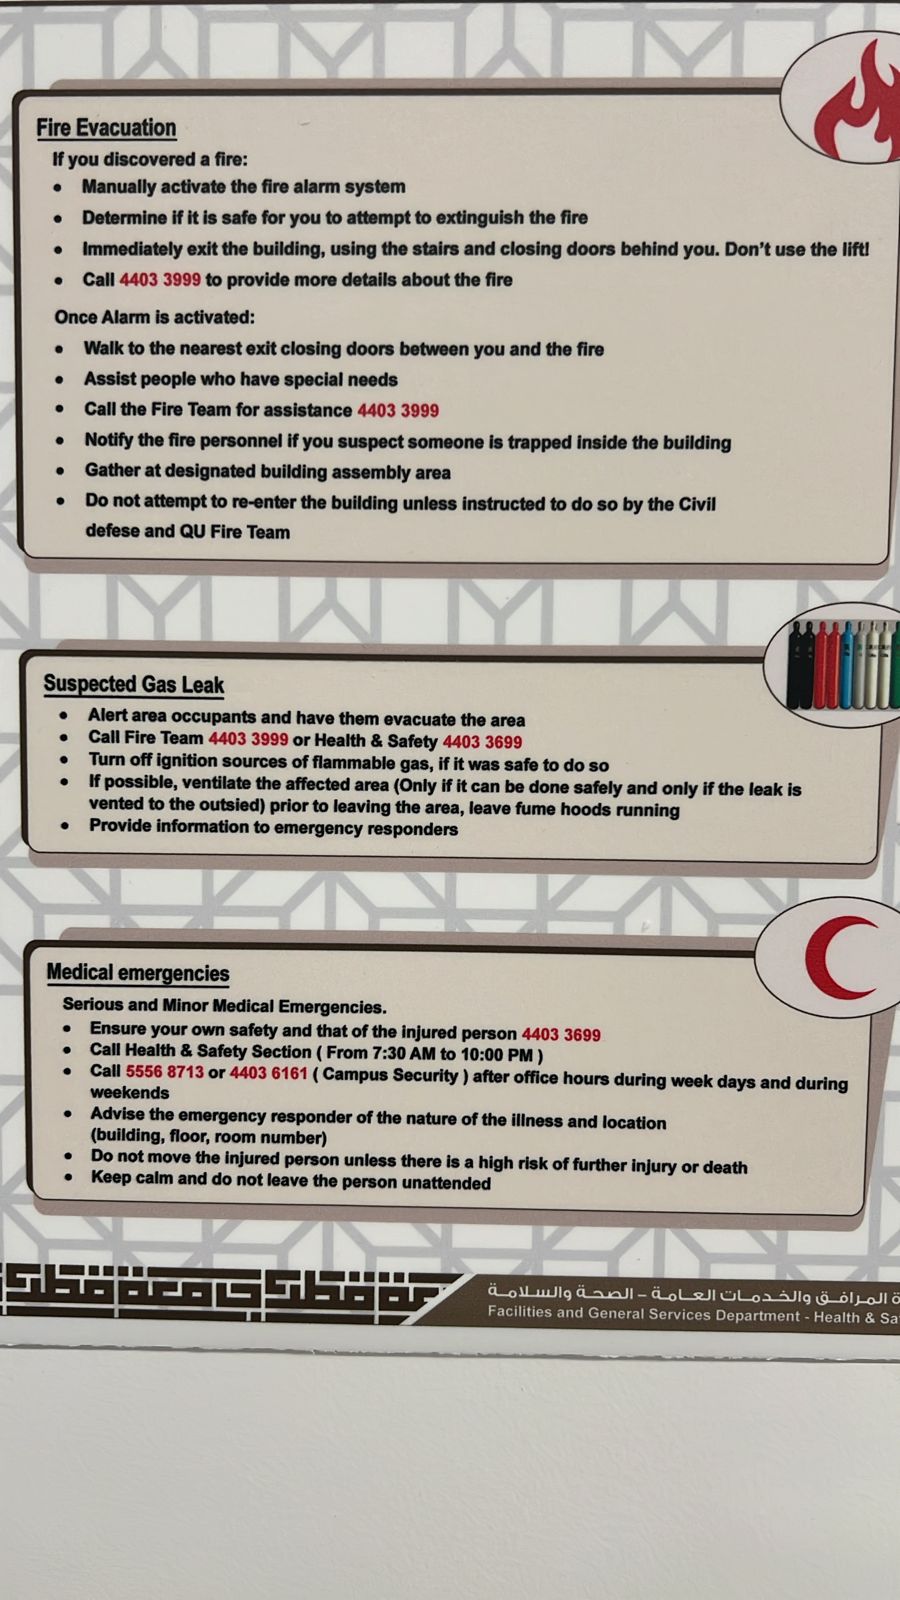 Fire Evacuation
If you discovered a fire:
• Manually activate the fire alarm system
• Determine if it is safe for you to attempt to extinguish the fire
• Immediately exit the building, using the stairs and closing doors behind you. Don't use the lift!
• Call 4403 3999 to provide more details about the fire
Once Alarm is activated:
• Walk to the nearest exit closing doors between you and the fire
• Assist people who have special needs
• Call the Fire Team for assistance 4403 3999
• Notify the fire personnel if you suspect someone is trapped inside the building
• Gather at designated building assembly area
• Do not attempt to re-enter the building unless instructed to do so by the Civil
defese and QU Fire Team
Suspected Gas Leak
• Alert area occupants and have them evacuate the area
• Call Fire Team 4403 3999 or Health & Safety 4403 3699
• Turn off ignition sources of flammable gas, if it was safe to do so
• If possible, ventilate the affected area (Only if it can be done safely and only if the leak is
vented to the outsied) prior to leaving the area, leave fume hoods running
• Provide information to emergency responders
Medical emergencies
Serious and Minor Medical Emergencies.
• Ensure your own safety and that of the injured person 4403 3699
• Call Health & Safety Section ( From 7:30 AM to 10:00 PM )
• Call 5556 8713 or 4403 6161 ( Campus Security ) after office hours during week days and during
weekends
• Advise the emergency responder of the nature of the illness and location
(building, floor, room number)
• Do not move the injured person unless there is a high risk of further injury or death
• Keep calm and do not leave the person unattended
المرافق والخدمات العامة - الصحة والسلامة
Facilities and General Services Department - Health & Sa